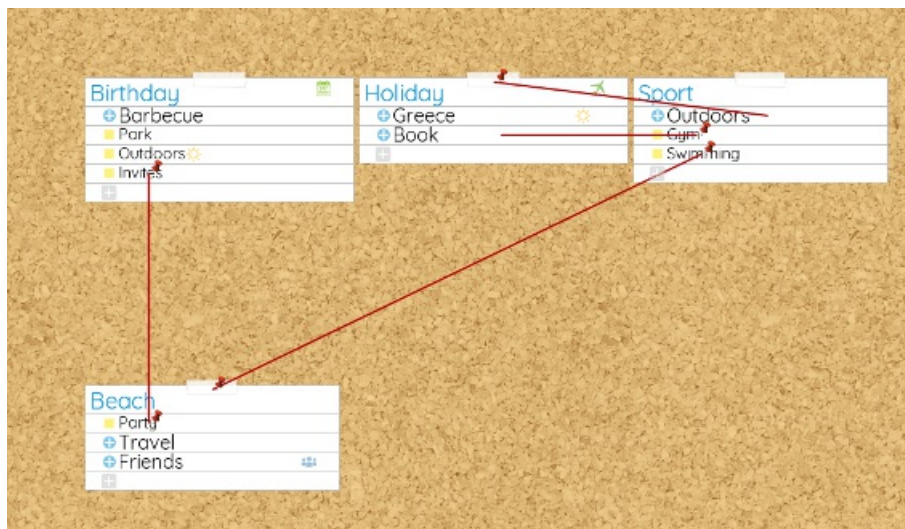 Birthday
Barbecue
Park
Outdoors
Invites
Holiday
Greece
Book
Sport
Outdoors
Gym
Swimming
Beach
Party
Travel
Friends